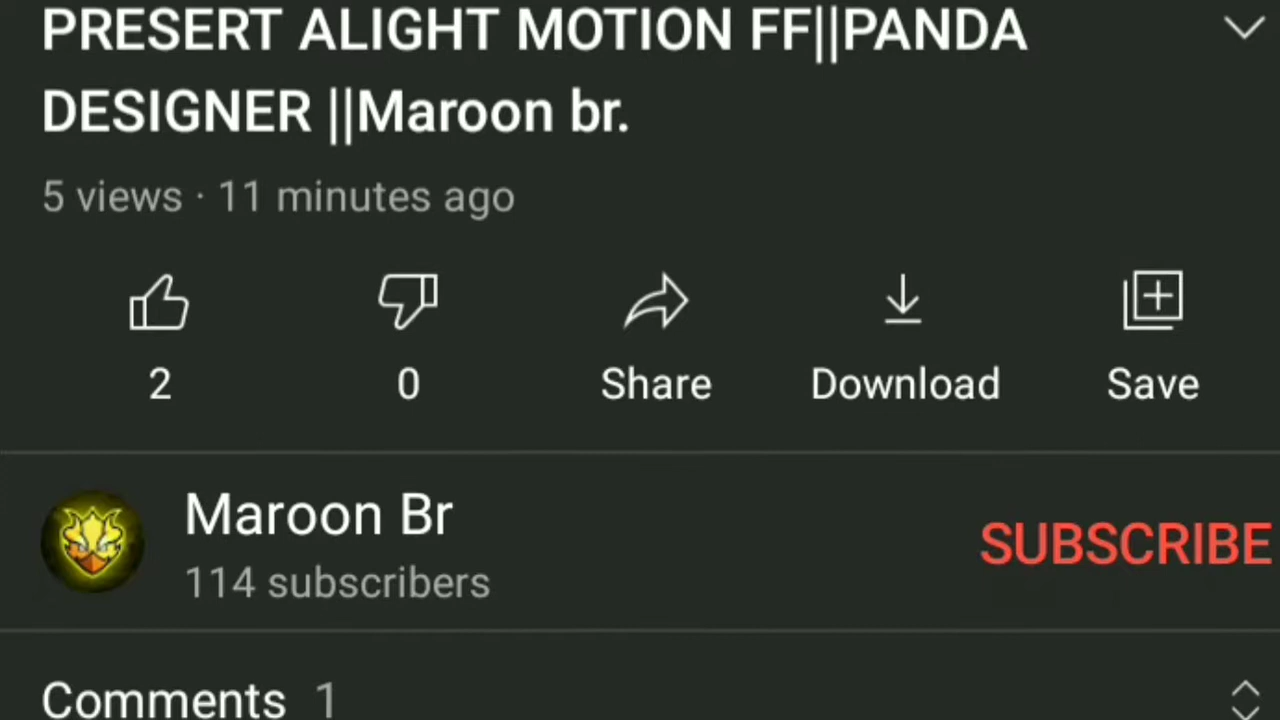 PRESERT ALIGHT MOTION FF||PANDA
DESIGNER ||Maroon br.
5 views · 11 minutes ago
2
0
Share
Download
Save
Maroon Br
114 subscribers
SUBSCRIBE
Comments 1